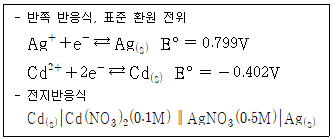 - 반쪽 반응식, 표준 환원 전위
Ag⁺+e⁻⇄Ag₍ₛ₎ E°=0.799V
Cd²⁺+2e⁻⇄Cd₍ₛ₎ E°=-0.402V
- 전지반응식
Cd₍ₛ₎|Cd(NO₃)₂(0.1M)∥AgNO₃(0.5M)|Ag₍ₛ₎